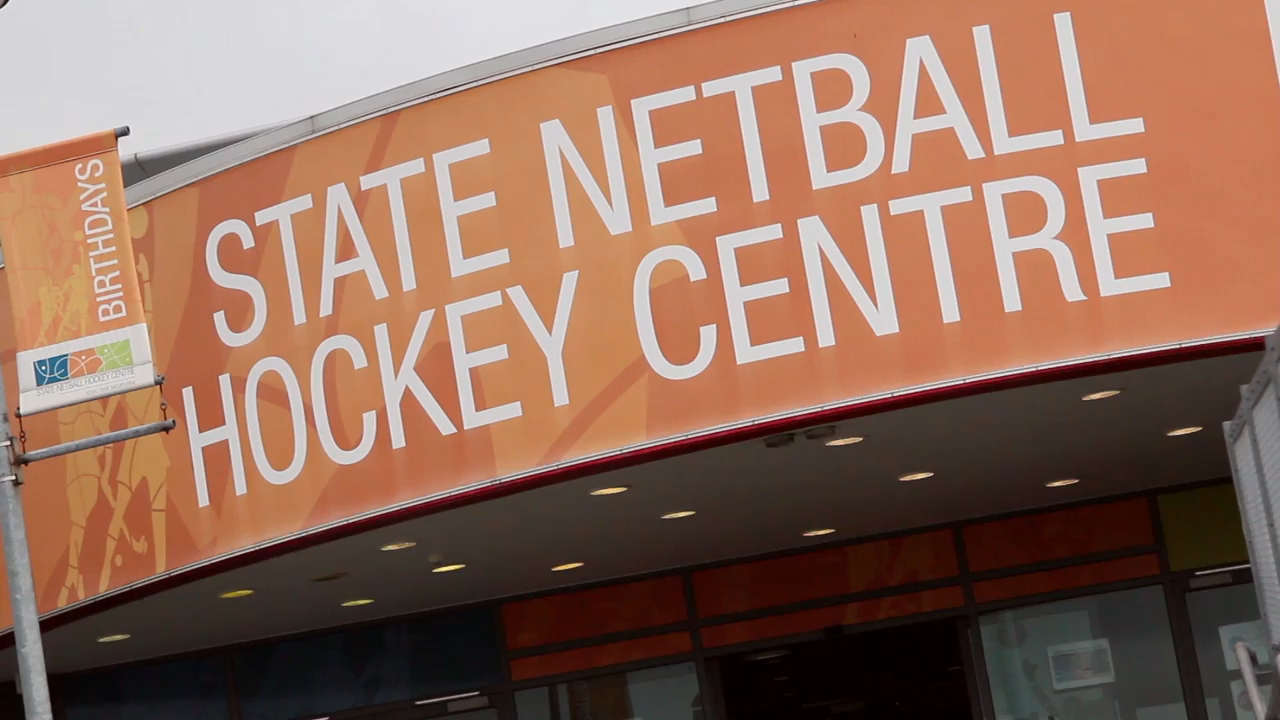 STATE NETBALL
HOCKEY CENTRE
BIRTHDAYS
STATE NETBALL HOCKEY CENTRE